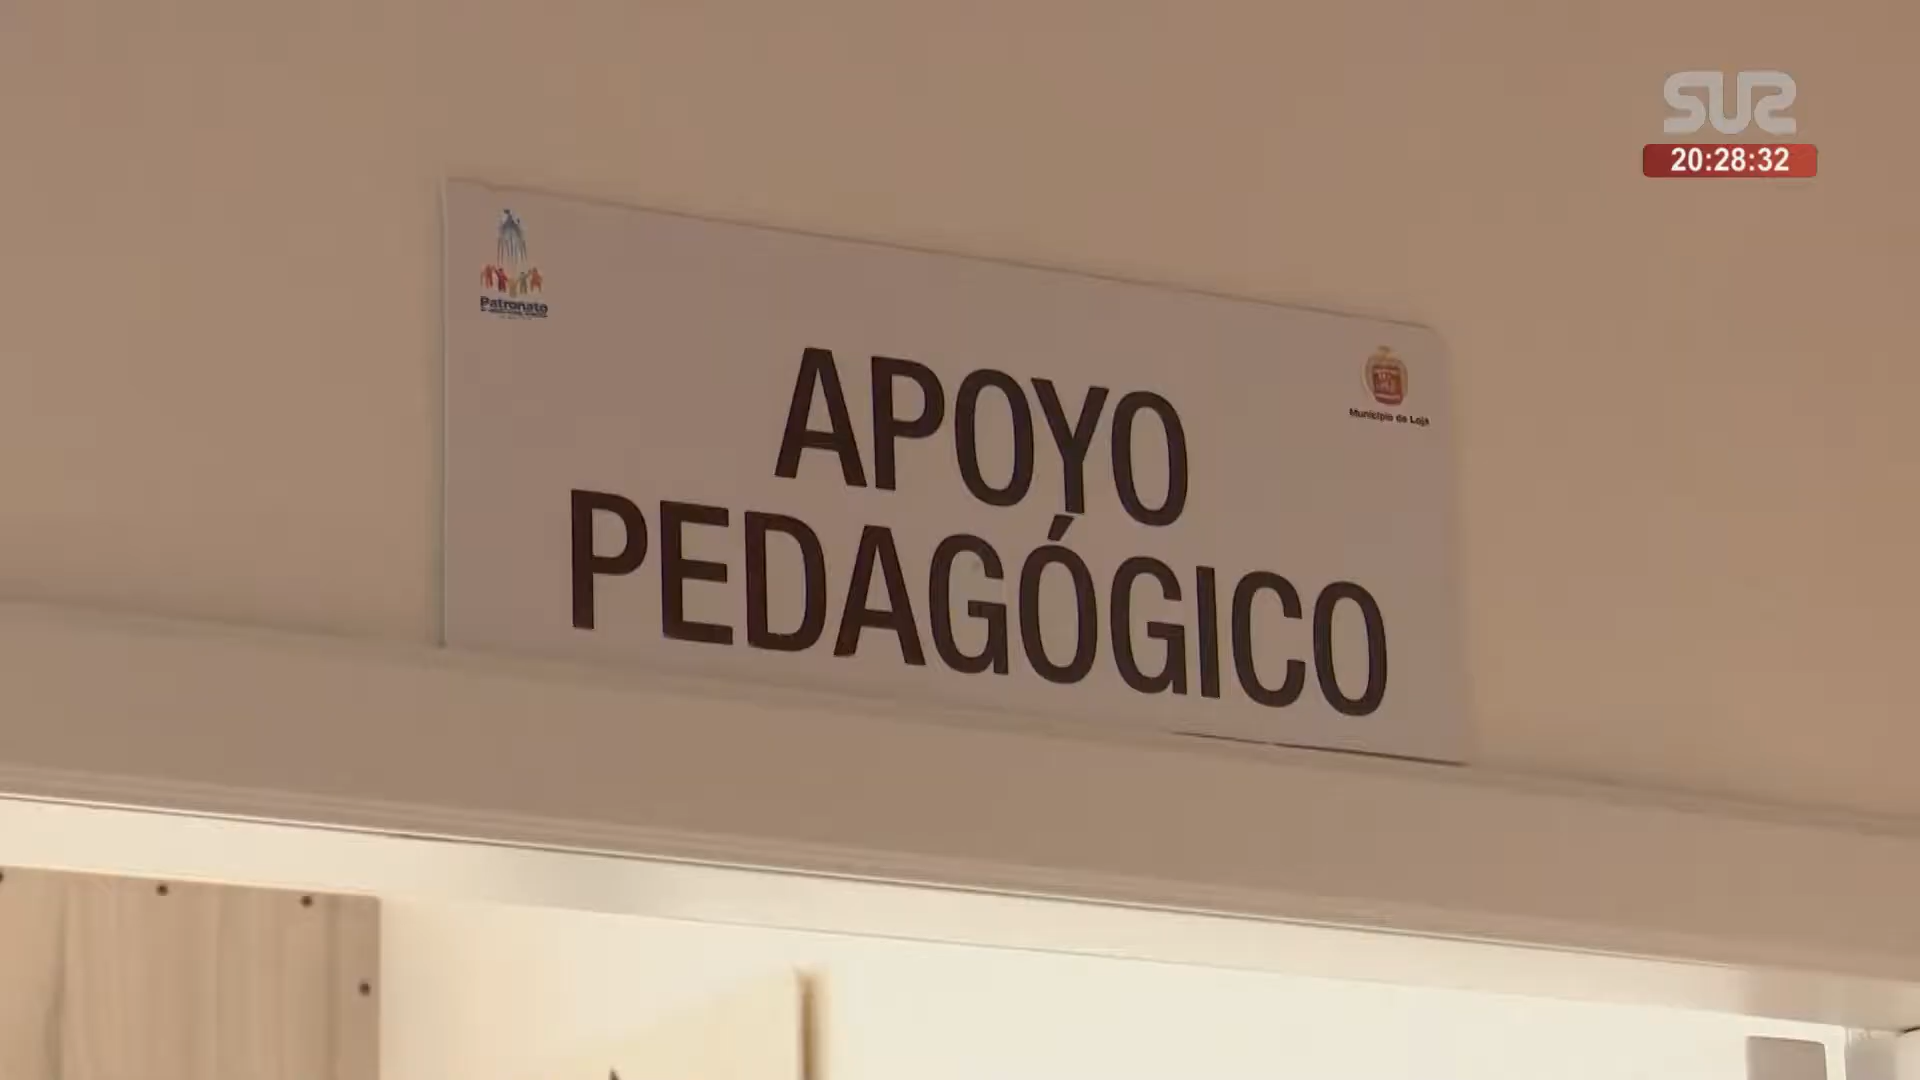 SUR
20:28:32
Patronato
Municipio de Loja
APOYO
PEDAGÓGICO